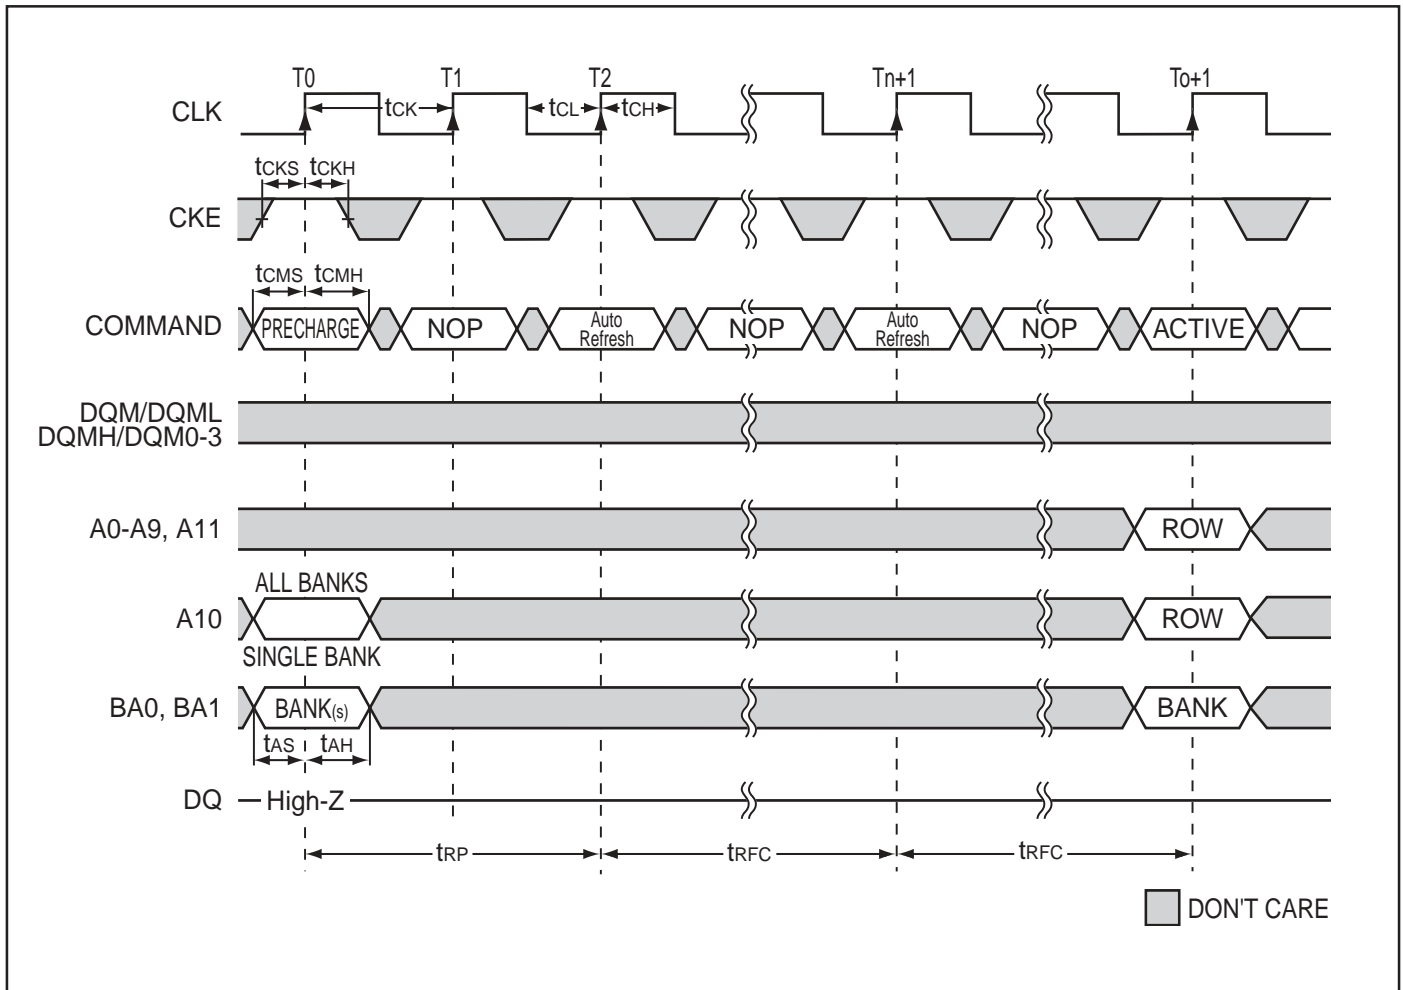 T0 T1 T2 Tn+1 To+1
CLK tCK tCL tCH
tCKS tCKH
CKE
tCMS tCMH
COMMAND PRECHARGE NOP Auto Refresh NOP Auto Refresh NOP ACTIVE
DQM/DQML
DQMH/DQM0-3
A0-A9, A11 ROW
ALL BANKS
A10 ROW
SINGLE BANK
BA0, BA1 BANK(s) BANK
tAS tAH
DQ High-Z
tRP tRFC tRFC
DON'T CARE